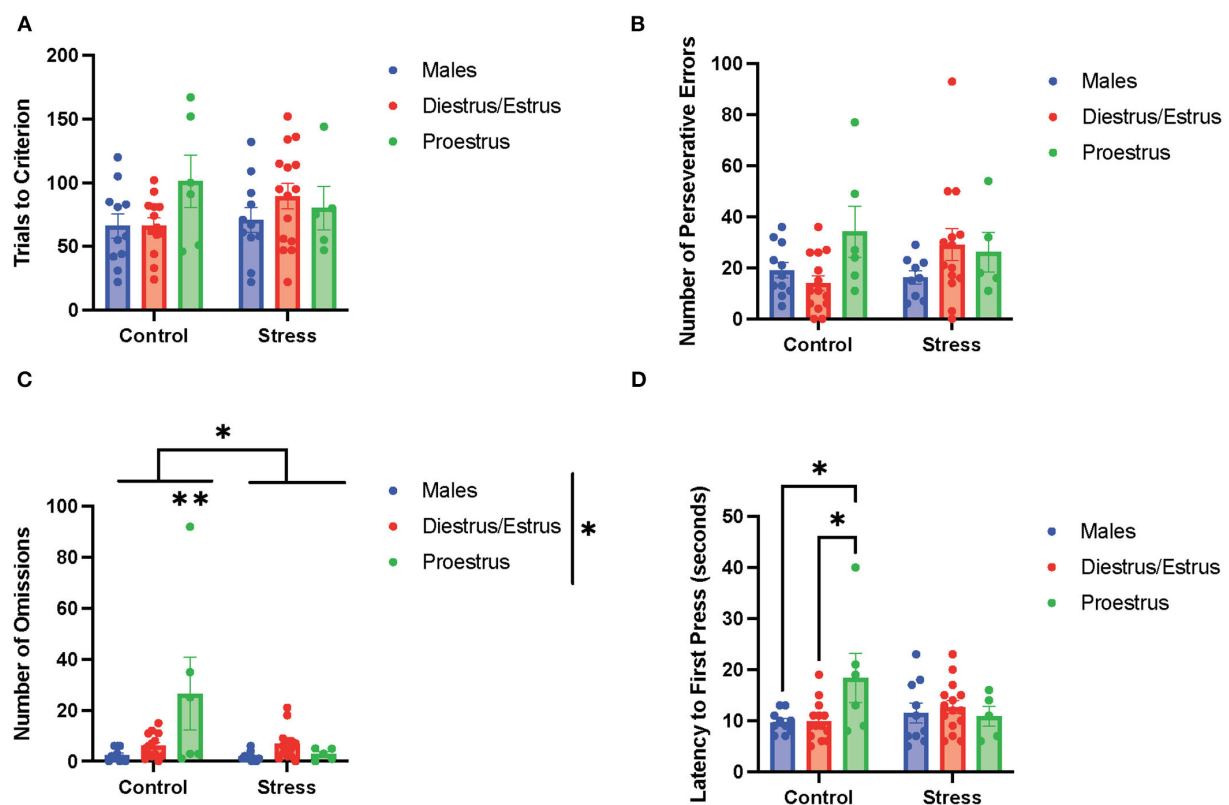 A
Trials to Criterion
200
150
100
50
0
Control
Stress
Males
Diestrus/Estrus
Proestrus
B
Number of Perseverative Errors
100
80
60
40
20
0
Control
Stress
Males
Diestrus/Estrus
Proestrus
C
Number of Omissions
*
**
100
80
60
40
20
0
Control
Stress
Males
Diestrus/Estrus
Proestrus
*
D
Latency to First Press (seconds)
*
*
50
40
30
20
10
0
Control
Stress
Males
Diestrus/Estrus
Proestrus